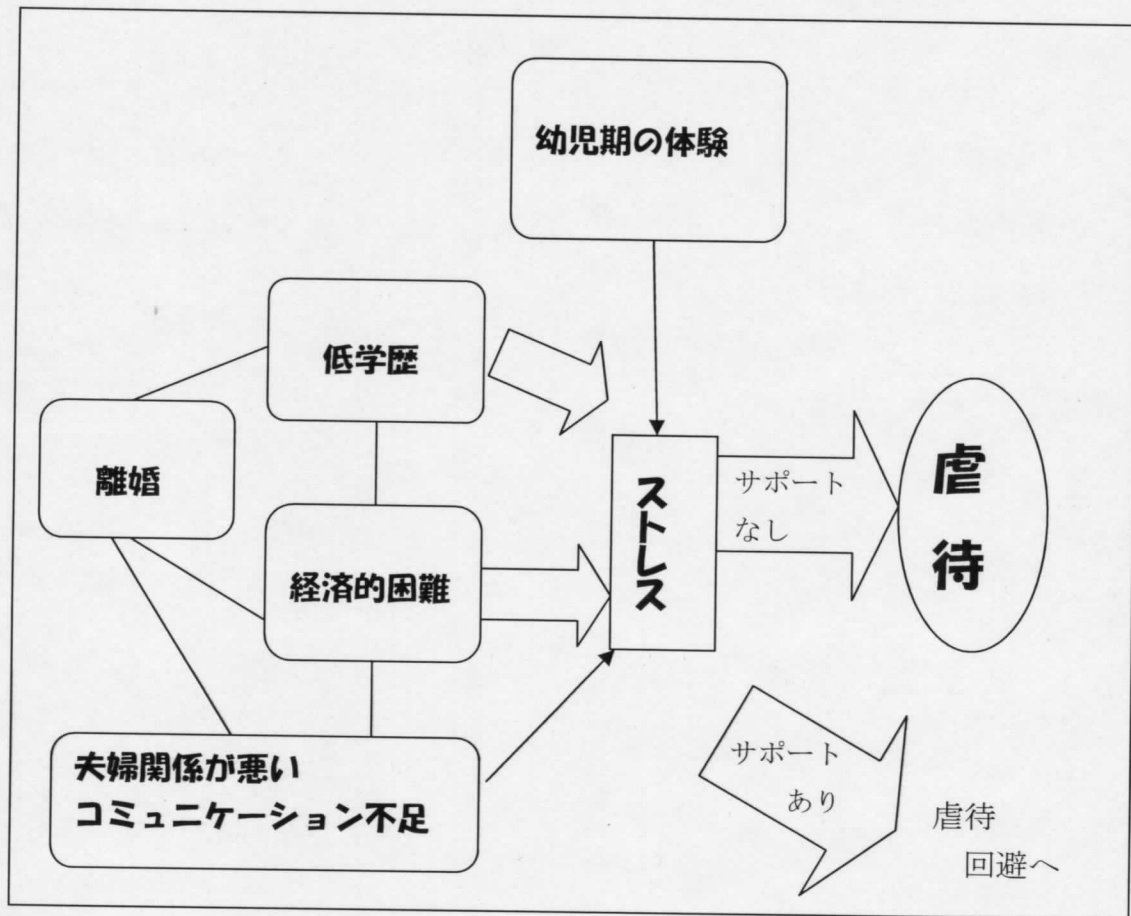 幼児期の体験
低学歴
離婚
経済的困難
夫婦関係が悪い
コミュニケーション不足
ストレス
サポート
なし
虐
待
サポート
あり
虐待
回避へ